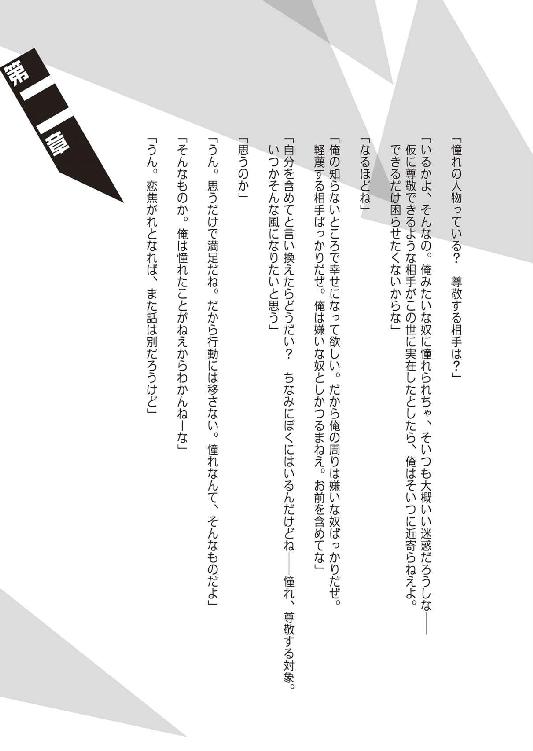 第二章
「憧れの人物っている？　尊敬する相手は？」
「いるかよ、そんなの。俺みたいな奴に憧れられちゃ、そいつも大概いい迷惑だろうしな――
仮に尊敬できるような相手がこの世に実在したとしたら、俺はそいつに近寄らねえよ。
できるだけ困らせたくないからな」
「なるほどね」
「俺の知らないところで幸せになって欲しい。だから俺の周りは嫌いな奴ばっかりだぜ。
軽蔑する相手ばっかりだぜ。俺は嫌いな奴としかつるまねえ。お前を含めてな」
「自分を含めてと言い換えたらどうだい？　ちなみにぼくにはいるんだけどね――憧れ、尊敬する対象。
いつかそんな風になりたいと思う」
「思うのか」
「うん。思うだけで満足だね。だから行動には移さない。憧れなんて、そんなものだよ」
「そんなものか。俺は憧れたことがねえからわかんねーな」
「うん。恋焦がれとなれば、また話は別だろうけど」